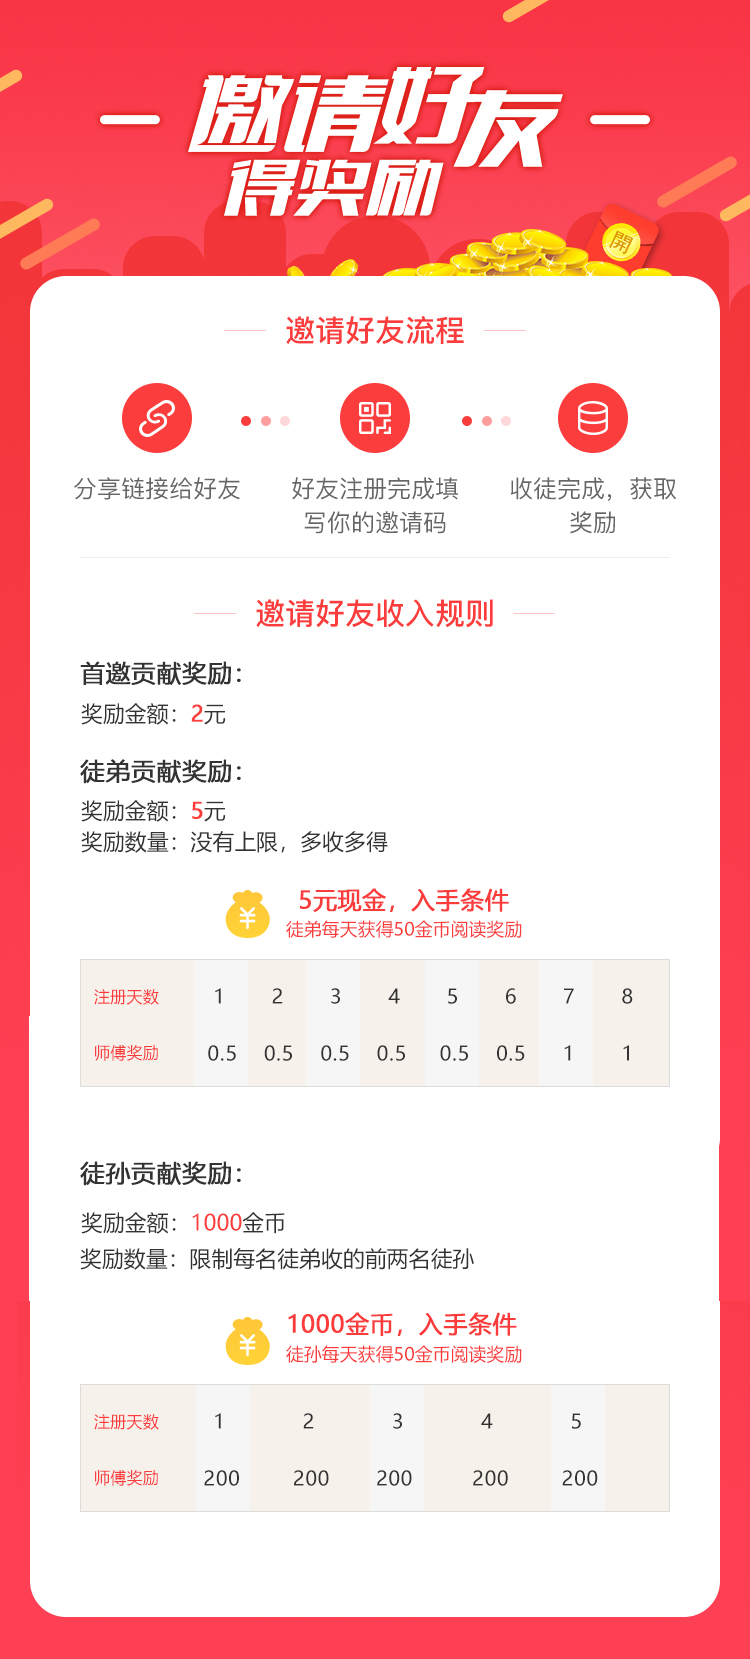 邀请好友
得奖励
開
邀请好友流程
分享链接给好友
好友注册完成填
写你的邀请码
收徒完成，获取
奖励
邀请好友收入规则
首邀贡献奖励：
奖励金额：2元
徒弟贡献奖励：
奖励金额：5元
奖励数量：没有上限，多收多得
¥
5元现金，入手条件
徒弟每天获得50金币阅读奖励
注册天数 1 2 3 4 5 6 7 8
师傅奖励 0.5 0.5 0.5 0.5 0.5 0.5 1 1
徒孙贡献奖励：
奖励金额：1000金币
奖励数量：限制每名徒弟收的前两名徒孙
¥
1000金币，入手条件
徒孙每天获得50金币阅读奖励
注册天数 1 2 3 4 5
师傅奖励 200 200 200 200 200